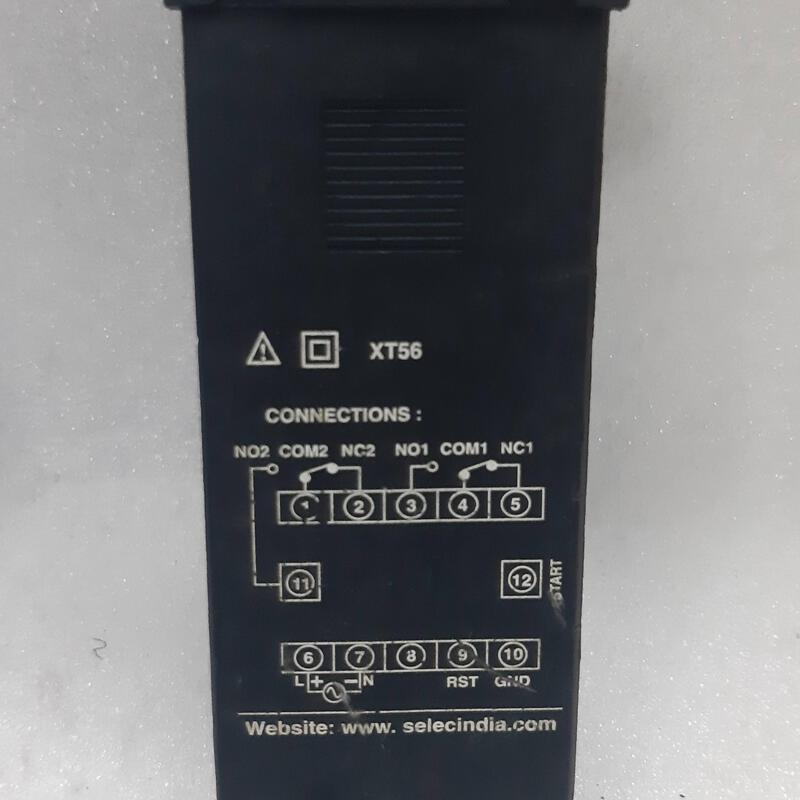 XT56
CONNECTIONS :
NO2 COM2 NC2 NO1 COM1 NC1
1 2 3 4 5
11 12 START
6 7 8 9 10
L + − N RST GND
Website: www. selecindia.com